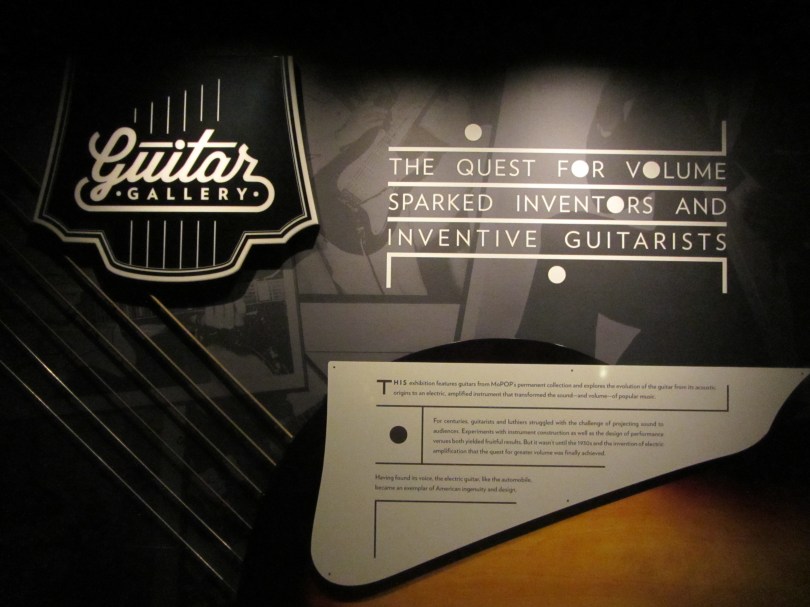 Guitar
•GALLERY•
THE QUEST FOR VOLUME
SPARKED INVENTORS AND
INVENTIVE GUITARISTS
THIS exhibition features guitars from MoPOP's permanent collection and explores the evolution of the guitar from its acoustic
origins to an electric, amplified instrument that transformed the sound—and volume—of popular music.
For centuries, guitarists and luthiers struggled with the challenge of projecting sound to
audiences. Experiments with instrument construction as well as the design of performance
venues both yielded fruitful results. But it wasn't until the 1930s and the invention of electric
amplification that the quest for greater volume was finally achieved.
Having found its voice, the electric guitar, like the automobile,
became an exemplar of American ingenuity and design.